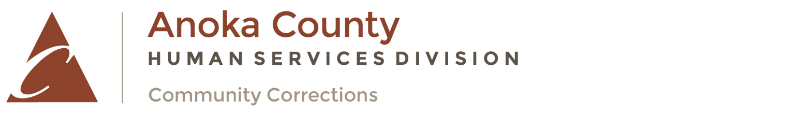 Anoka County
HUMAN SERVICES DIVISION
Community Corrections